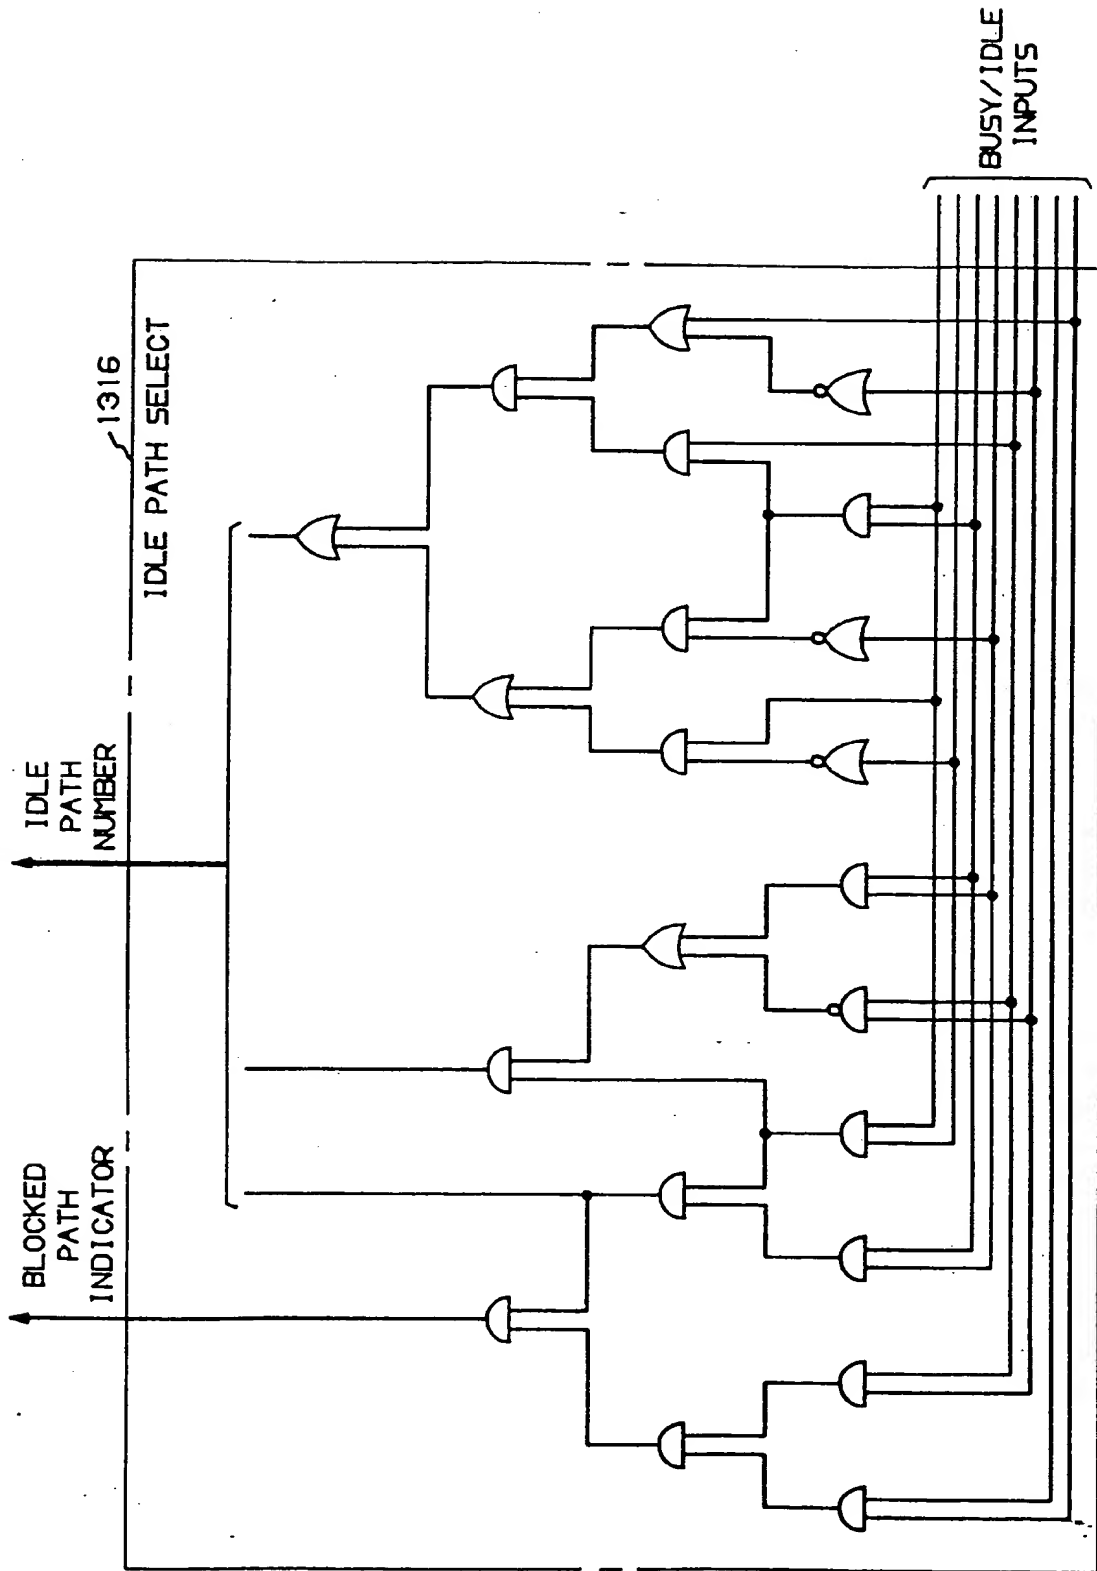 BLOCKED
PATH
INDICATOR
IDLE
PATH
NUMBER
1316
IDLE PATH SELECT
BUSY/IDLE
INPUTS